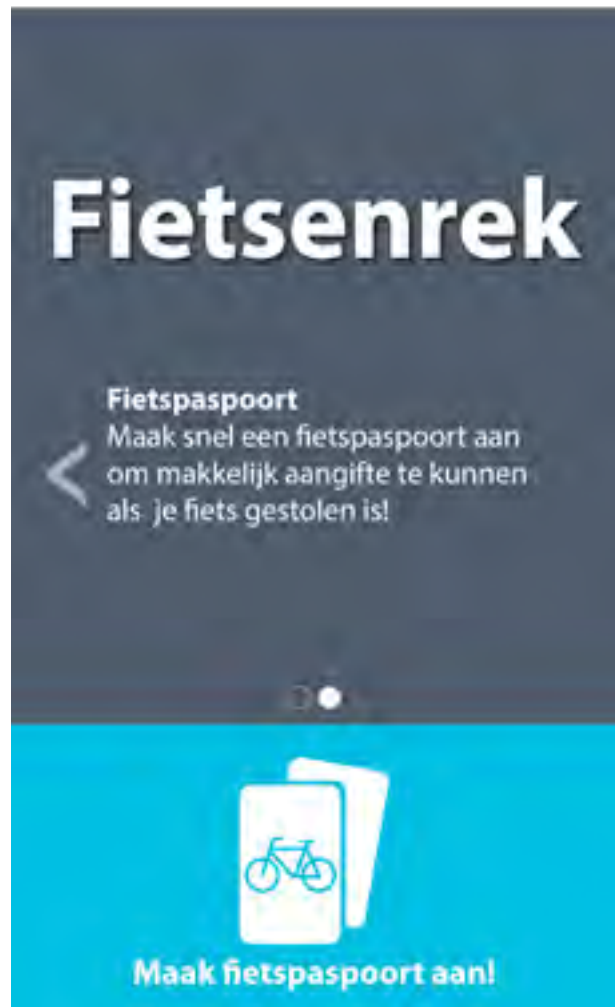 Fietsenrek
Fietspaspoort
Maak snel een fietspaspoort aan
om makkelijk aangifte te kunnen
als je fiets gestolen is!
Maak fietspaspoort aan!